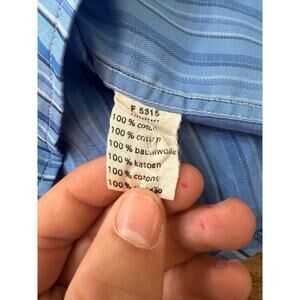 F 5315
100 % coton
100 % cotton
100 % baumwolle
100 % katoen
100 % cotone
100 %